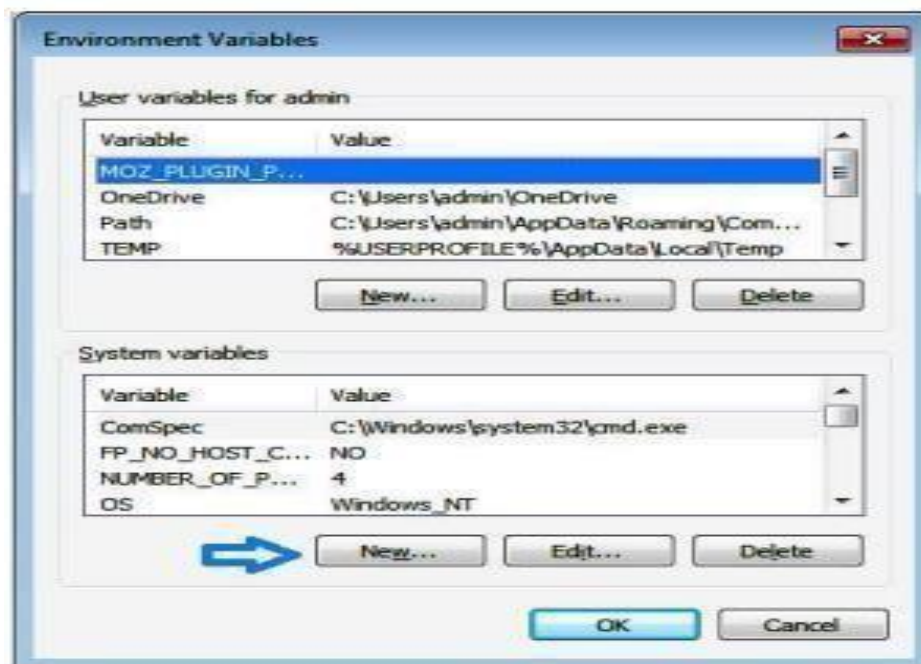 Environment Variables
User variables for admin
Variable Value
MOZ_PLUGIN_P...
OneDrive C:\Users\admin\OneDrive
Path C:\Users\admin\AppData\Roaming\Com...
TEMP %USERPROFILE%\AppData\Local\Temp
New... Edit... Delete
System variables
Variable Value
ComSpec C:\Windows\system32\cmd.exe
FP_NO_HOST_C... NO
NUMBER_OF_P... 4
OS Windows_NT
New... Edit... Delete
OK Cancel